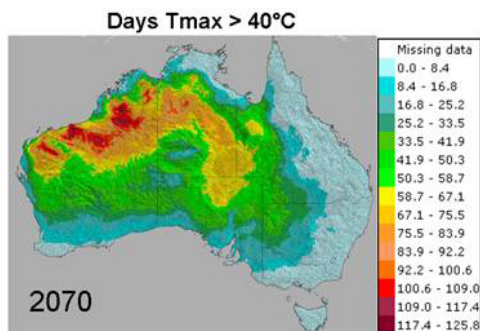 Days Tmax > 40°C
Missing data
0.0 - 8.4
8.4 - 16.8
16.8 - 25.2
25.2 - 33.5
33.5 - 41.9
41.9 - 50.3
50.3 - 58.7
58.7 - 67.1
67.1 - 75.5
75.5 - 83.9
83.9 - 92.2
92.2 - 100.6
100.6 - 109.0
109.0 - 117.4
117.4 - 125.8
2070